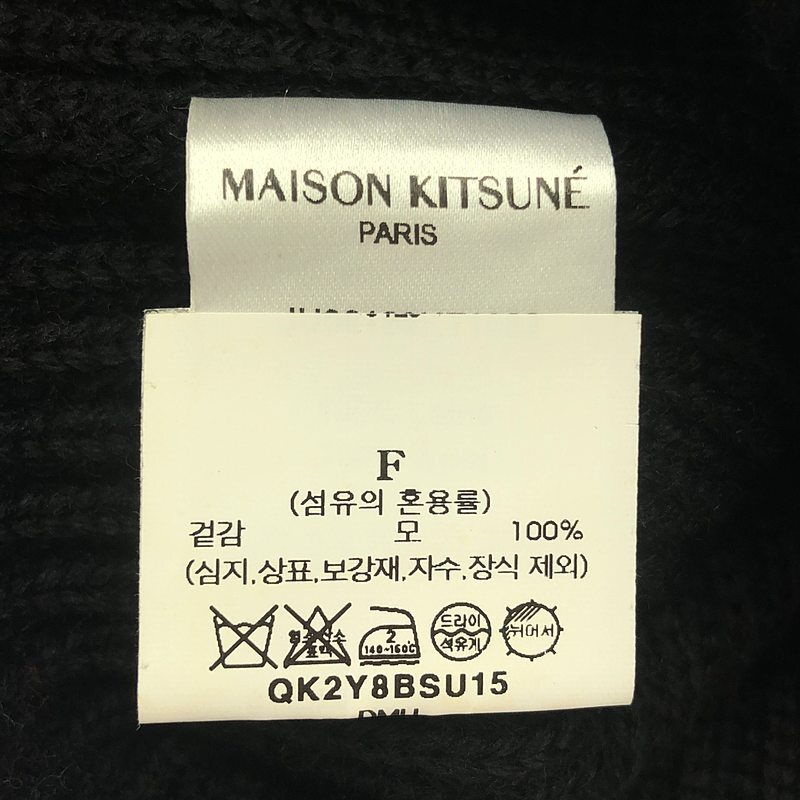 MAISON KITSUNÉ
PARIS
F
(섬유의 혼용률)
겉감 모 100%
(심지,상표,보강재,자수,장식 제외)
2
140~160℃
드라이
석유계
뉘어서
QK2Y8BSU15